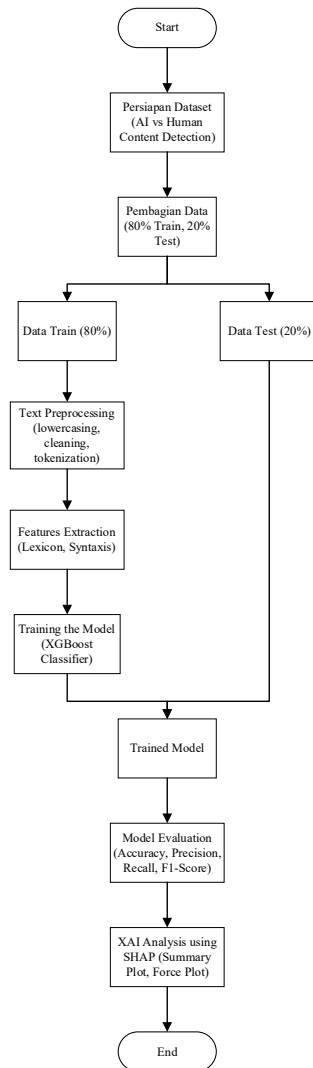 Start
Persiapan Dataset
(AI vs Human
Content Detection)
Pembagian Data
(80% Train, 20%
Test)
Data Train (80%)
Data Test (20%)
Text Preprocessing
(lowercasing,
cleaning,
tokenization)
Features Extraction
(Lexicon, Syntaxis)
Training the Model
(XGBoost
Classifier)
Trained Model
Model Evaluation
(Accuracy, Precision,
Recall, F1-Score)
XAI Analysis using
SHAP (Summary
Plot, Force Plot)
End